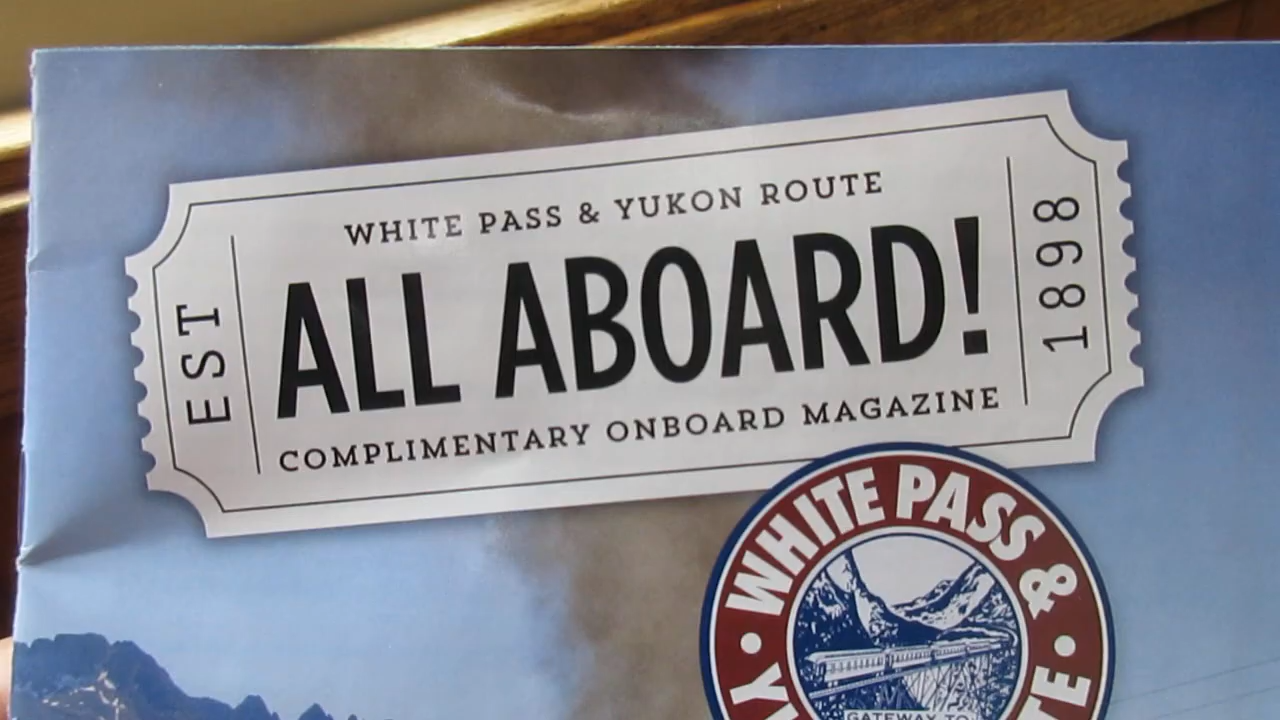 WHITE PASS & YUKON ROUTE
EST
ALL ABOARD!
1898
COMPLIMENTARY ONBOARD MAGAZINE
WHITE PASS &
GATEWAY TO